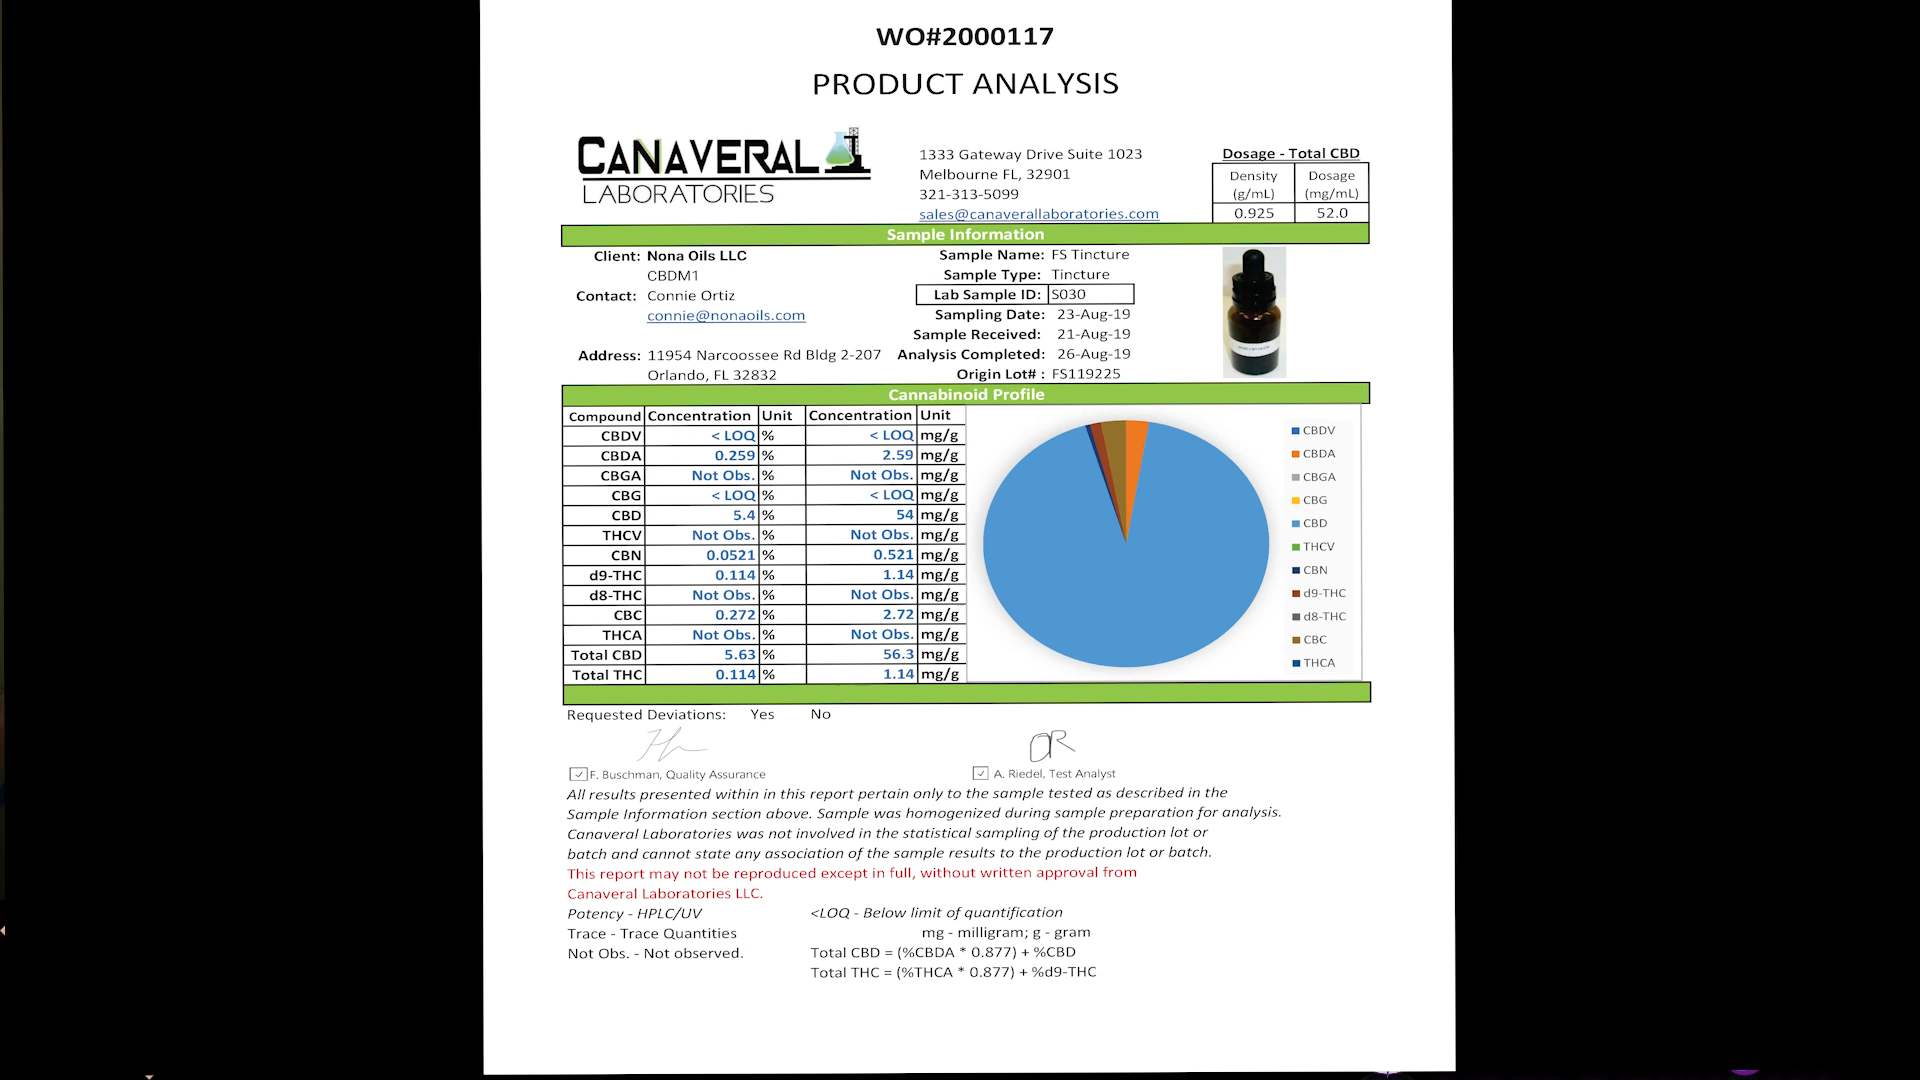 WO#2000117
PRODUCT ANALYSIS
CANAVERAL
LABORATORIES
1333 Gateway Drive Suite 1023
Melbourne FL, 32901
321-313-5099
sales@canaverallaboratories.com
Dosage - Total CBD
Density (g/mL) Dosage (mg/mL)
0.925 52.0
Sample Information
Client: Nona Oils LLC
CBDM1
Contact: Connie Ortiz
connie@nonaoils.com
Address: 11954 Narcoossee Rd Bldg 2-207
Orlando, FL 32832
Sample Name: FS Tincture
Sample Type: Tincture
Lab Sample ID: S030
Sampling Date: 23-Aug-19
Sample Received: 21-Aug-19
Analysis Completed: 26-Aug-19
Origin Lot# : FS119225
Cannabinoid Profile
Compound Concentration Unit Concentration Unit
CBDV < LOQ % < LOQ mg/g
CBDA 0.259 % 2.59 mg/g
CBGA Not Obs. % Not Obs. mg/g
CBG < LOQ % < LOQ mg/g
CBD 5.4 % 54 mg/g
THCV Not Obs. % Not Obs. mg/g
CBN 0.0521 % 0.521 mg/g
d9-THC 0.114 % 1.14 mg/g
d8-THC Not Obs. % Not Obs. mg/g
CBC 0.272 % 2.72 mg/g
THCA Not Obs. % Not Obs. mg/g
Total CBD 5.63 % 56.3 mg/g
Total THC 0.114 % 1.14 mg/g
CBDV
CBDA
CBGA
CBG
CBD
THCV
CBN
d9-THC
d8-THC
CBC
THCA
Requested Deviations: Yes No
F. Buschman, Quality Assurance
A. Riedel, Test Analyst
All results presented within in this report pertain only to the sample tested as described in the
Sample Information section above. Sample was homogenized during sample preparation for analysis.
Canaveral Laboratories was not involved in the statistical sampling of the production lot or
batch and cannot state any association of the sample results to the production lot or batch.
This report may not be reproduced except in full, without written approval from
Canaveral Laboratories LLC.
Potency - HPLC/UV <LOQ - Below limit of quantification
Trace - Trace Quantities mg - milligram; g - gram
Not Obs. - Not observed. Total CBD = (%CBDA * 0.877) + %CBD
Total THC = (%THCA * 0.877) + %d9-THC